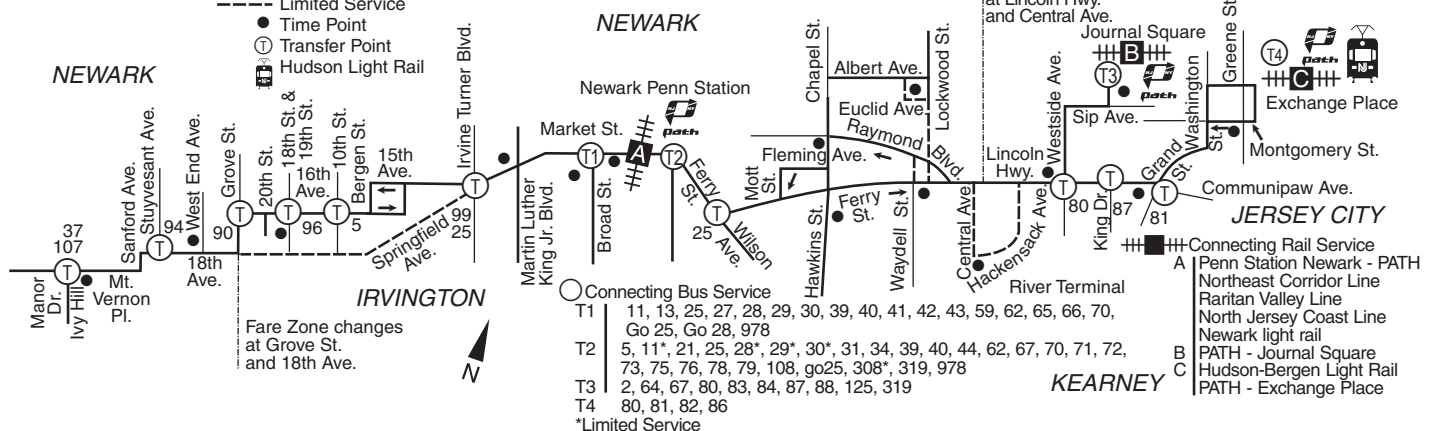 Limited Service
Time Point
T Transfer Point
Hudson Light Rail
NEWARK
NEWARK
at Lincoln Hwy.
and Central Ave.
Journal Square
B
T3
path
T4
path
C
Exchange Place
Greene St.
Washington
St.
Montgomery St.
Sip Ave.
Westside Ave.
Chapel St.
Albert Ave.
Euclid Ave.
Lockwood St.
Raymond
Blvd.
Fleming Ave.
Mott
St.
Ferry
St.
Hawkins St.
Waydell St.
Central Ave.
Hackensack Ave.
Lincoln
Hwy.
River Terminal
80
King Dr.
87
Grand
St.
T
81
Communipaw Ave.
JERSEY CITY
Newark Penn Station
path
Market St.
T1
A
T2
Ferry
St.
T
25
Wilson
Ave.
Broad St.
Martin Luther
King Jr. Blvd.
Irvine Turner Blvd.
T
99
25
Springfield
Ave.
15th
Ave.
Bergen St.
10th St.
T
5
16th
Ave.
96
18th St. &
19th St.
T
20th St.
Grove St.
T
90
West End Ave.
18th
Ave.
94
Stuyvesant Ave.
T
Sanford Ave.
37
107
T
Mt.
Vernon
Pl.
Manor
Dr.
Ivy Hill
IRVINGTON
N
Fare Zone changes
at Grove St.
and 18th Ave.
Connecting Bus Service
T1 11, 13, 25, 27, 28, 29, 30, 39, 40, 41, 42, 43, 59, 62, 65, 66, 70,
Go 25, Go 28, 978
T2 5, 11*, 21, 25, 28*, 29*, 30*, 31, 34, 39, 40, 44, 62, 67, 70, 71, 72,
73, 75, 76, 78, 79, 108, go25, 308*, 319, 978
T3 2, 64, 67, 80, 83, 84, 87, 88, 125, 319
T4 80, 81, 82, 86
*Limited Service
KEARNEY
Connecting Rail Service
A Penn Station Newark - PATH
Northeast Corridor Line
Raritan Valley Line
North Jersey Coast Line
Newark light rail
B PATH - Journal Square
C Hudson-Bergen Light Rail
PATH - Exchange Place